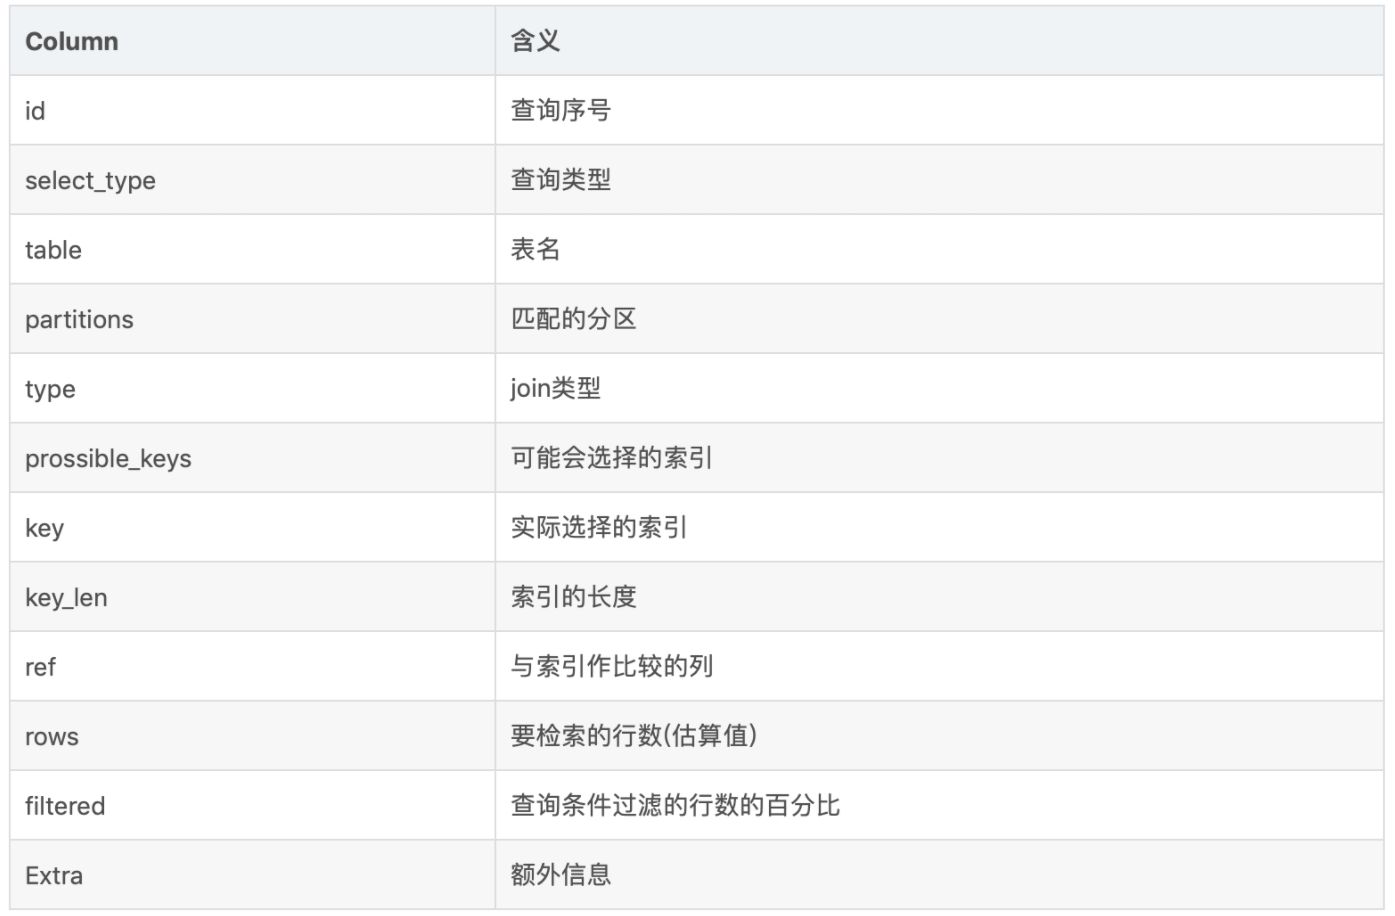 Column 含义
id 查询序号
select_type 查询类型
table 表名
partitions 匹配的分区
type join类型
prossible_keys 可能会选择的索引
key 实际选择的索引
key_len 索引的长度
ref 与索引作比较的列
rows 要检索的行数(估算值)
filtered 查询条件过滤的行数的百分比
Extra 额外信息